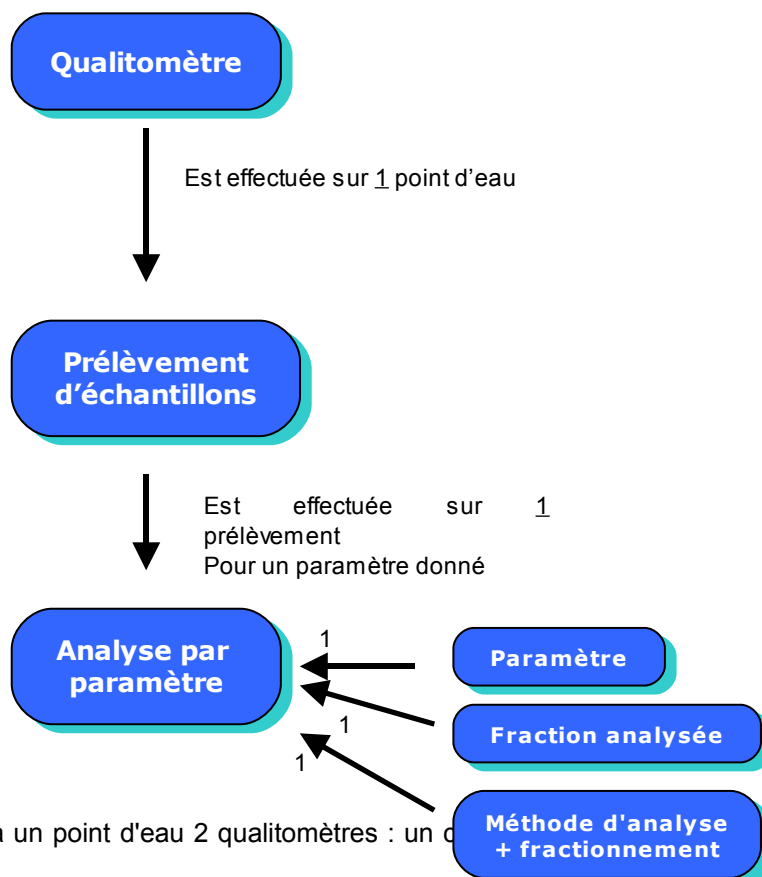 Qualitomètre
Est effectuée sur 1 point d’eau
Prélèvement
d’échantillons
Est effectuée sur 1
prélèvement
Pour un paramètre donné
Analyse par
paramètre
1
Paramètre
1
Fraction analysée
1
Méthode d'analyse
+ fractionnement
un point d'eau 2 qualitomètres : un